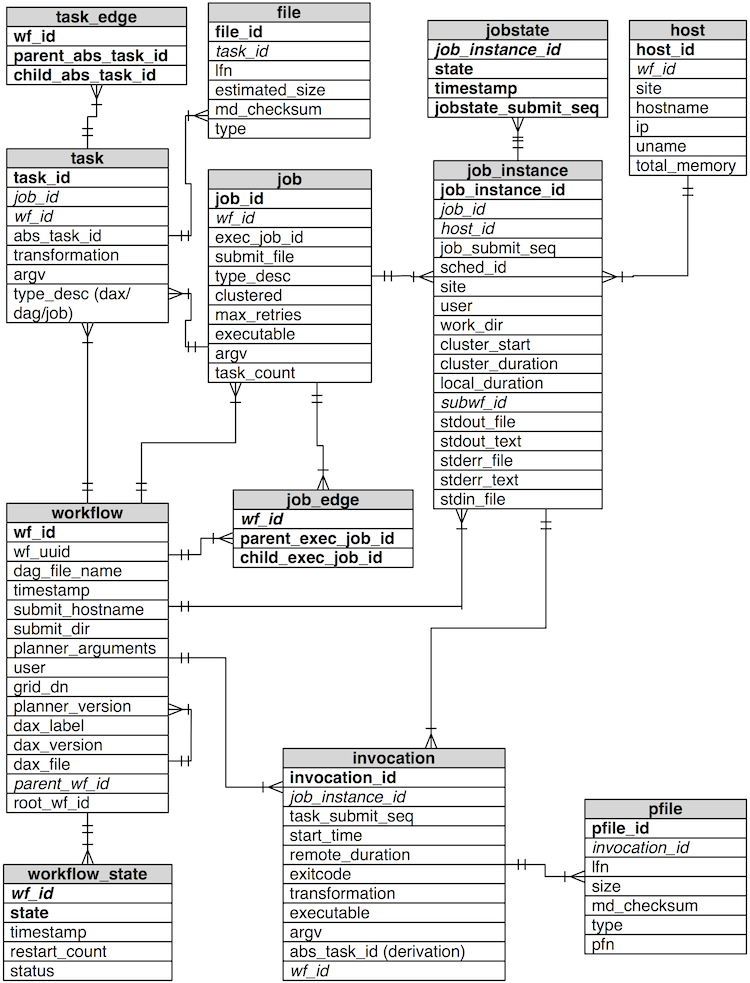 task_edge
wf_id
parent_abs_task_id
child_abs_task_id
file
file_id
task_id
lfn
estimated_size
md_checksum
type
jobstate
job_instance_id
state
timestamp
jobstate_submit_seq
host
host_id
wf_id
site
hostname
ip
uname
total_memory
task
task_id
job_id
wf_id
abs_task_id
transformation
argv
type_desc (dax/
dag/job)
job
job_id
wf_id
exec_job_id
submit_file
type_desc
clustered
max_retries
executable
argv
task_count
job_instance
job_instance_id
job_id
host_id
job_submit_seq
sched_id
site
user
work_dir
cluster_start
cluster_duration
local_duration
subwf_id
stdout_file
stdout_text
stderr_file
stderr_text
stdin_file
workflow
wf_id
wf_uuid
dag_file_name
timestamp
submit_hostname
submit_dir
planner_arguments
user
grid_dn
planner_version
dax_label
dax_version
dax_file
parent_wf_id
root_wf_id
job_edge
wf_id
parent_exec_job_id
child_exec_job_id
invocation
invocation_id
job_instance_id
task_submit_seq
start_time
remote_duration
exitcode
transformation
executable
argv
abs_task_id (derivation)
wf_id
pfile
pfile_id
invocation_id
lfn
size
md_checksum
type
pfn
workflow_state
wf_id
state
timestamp
restart_count
status